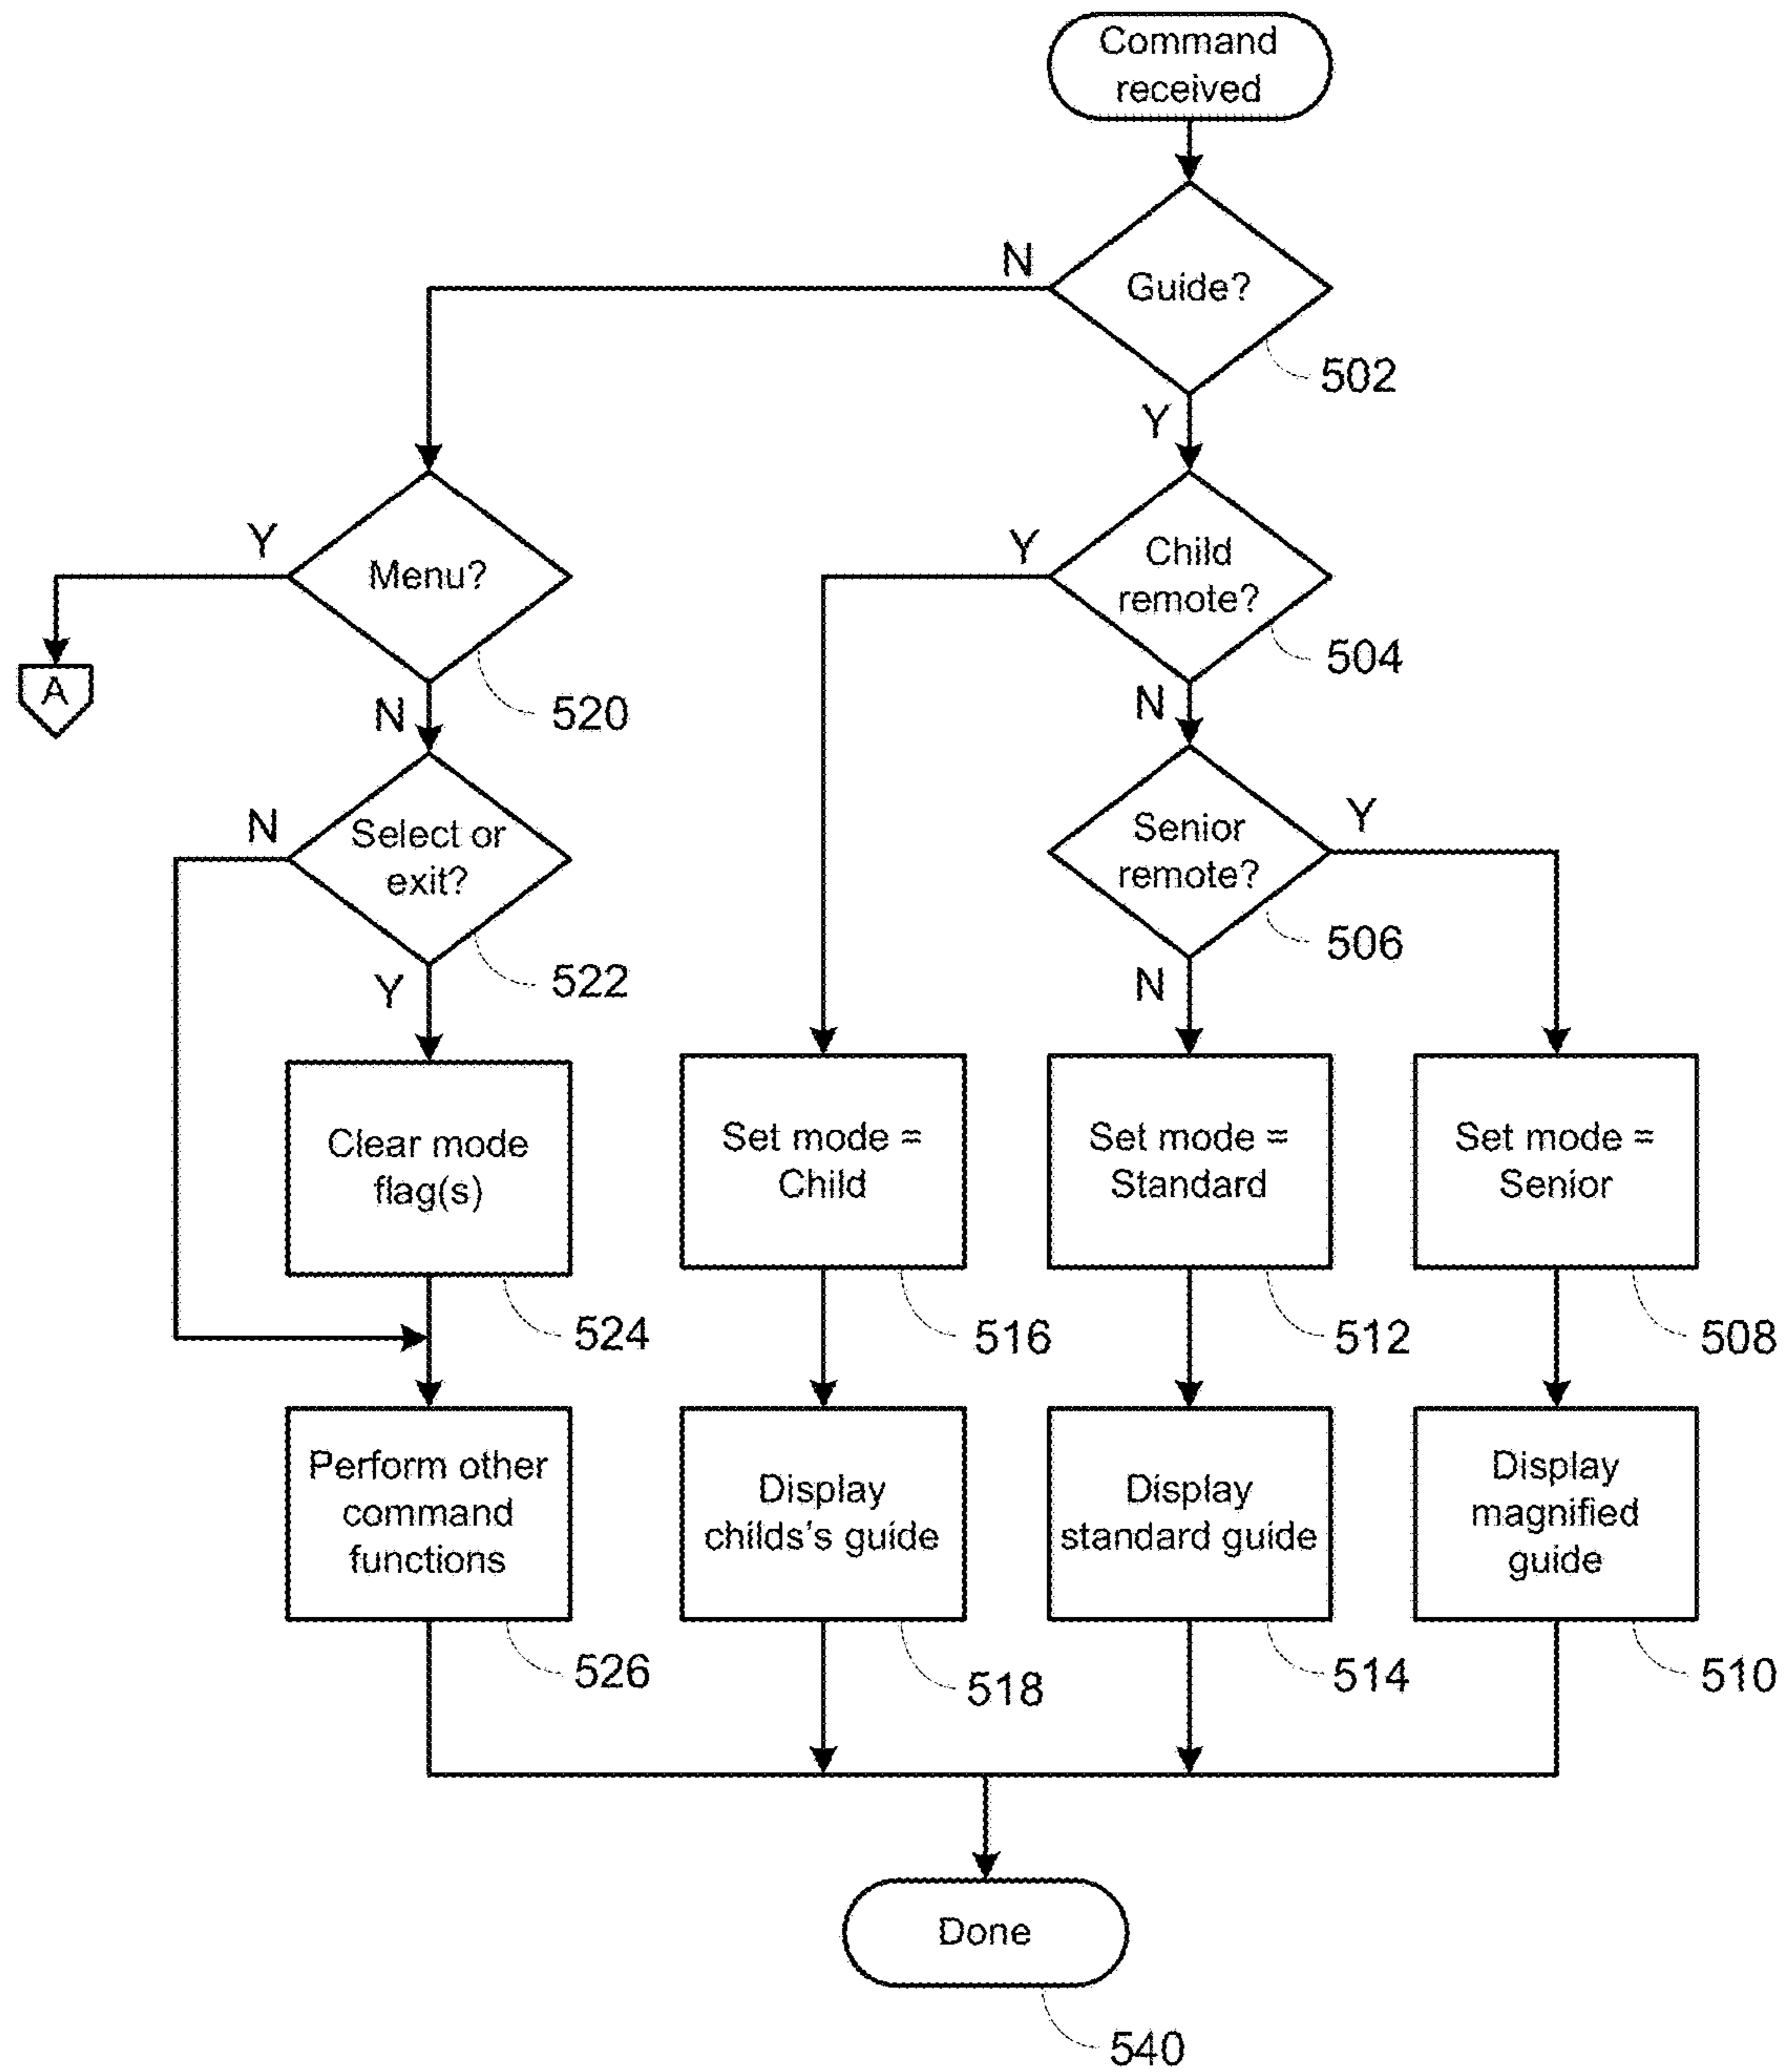 Command
received
N
Guide?
502
Y
Y
Menu?
Y
Child
remote?
504
A
N
520
N
N
Select or
exit?
Senior
remote?
Y
506
522
Y
N
Clear mode
flag(s)
Set mode =
Child
Set mode =
Standard
Set mode =
Senior
524
516
512
508
Perform other
command
functions
Display
childs's guide
Display
standard guide
Display
magnified
guide
526
518
514
510
Done
540